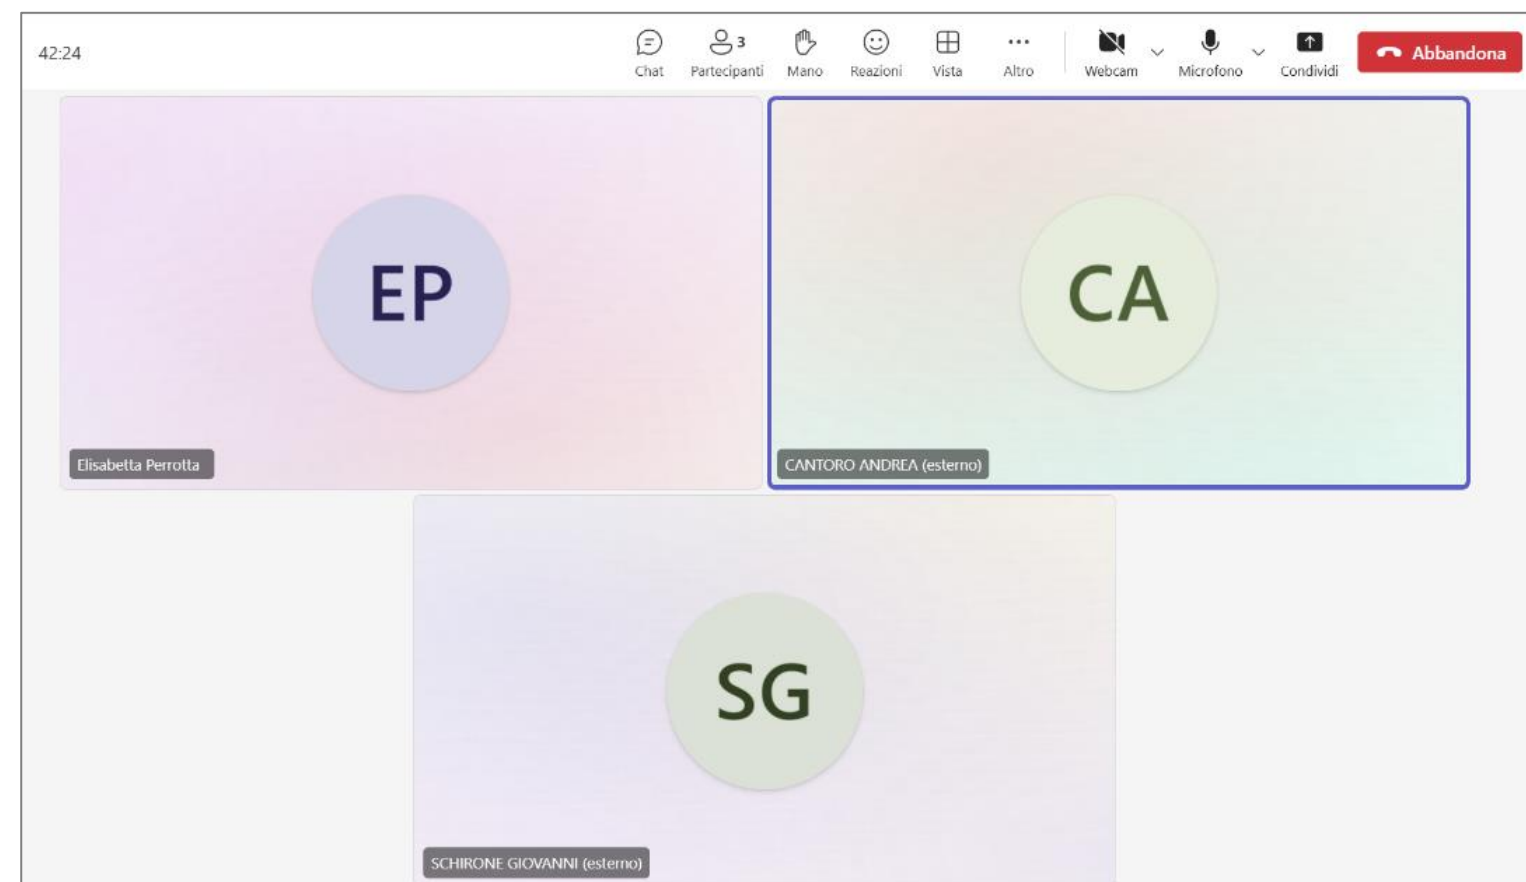 42:24
3
Chat Partecipanti Mano Reazioni Vista Altro Webcam Microfono Condividi Abbandona
EP
CA
Elisabetta Perrotta
CANTORO ANDREA (esterno)
SG
SCHIRONE GIOVANNI (esterno)